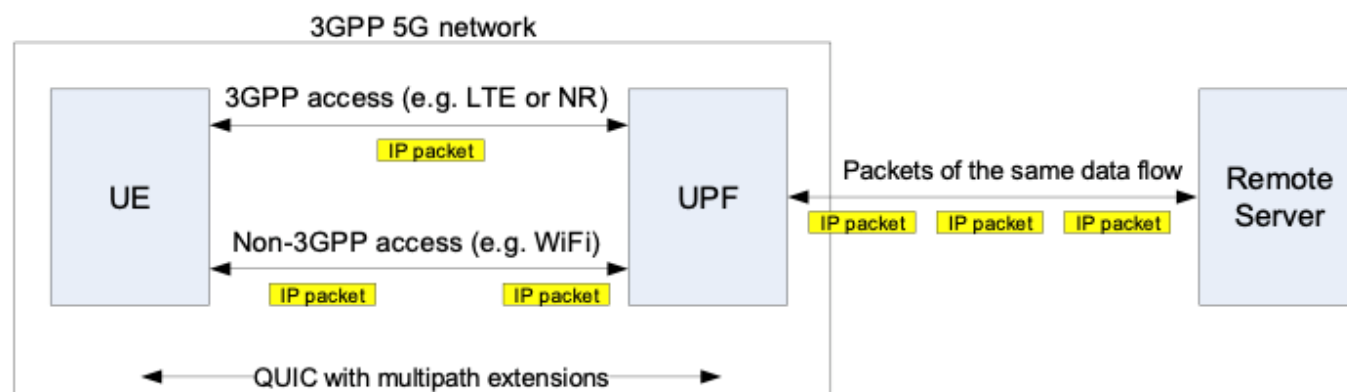 3GPP 5G network
3GPP access (e.g. LTE or NR)
IP packet
UE
UPF
Packets of the same data flow
Remote
Server
IP packet
IP packet
IP packet
Non-3GPP access (e.g. WiFi)
IP packet
IP packet
QUIC with multipath extensions